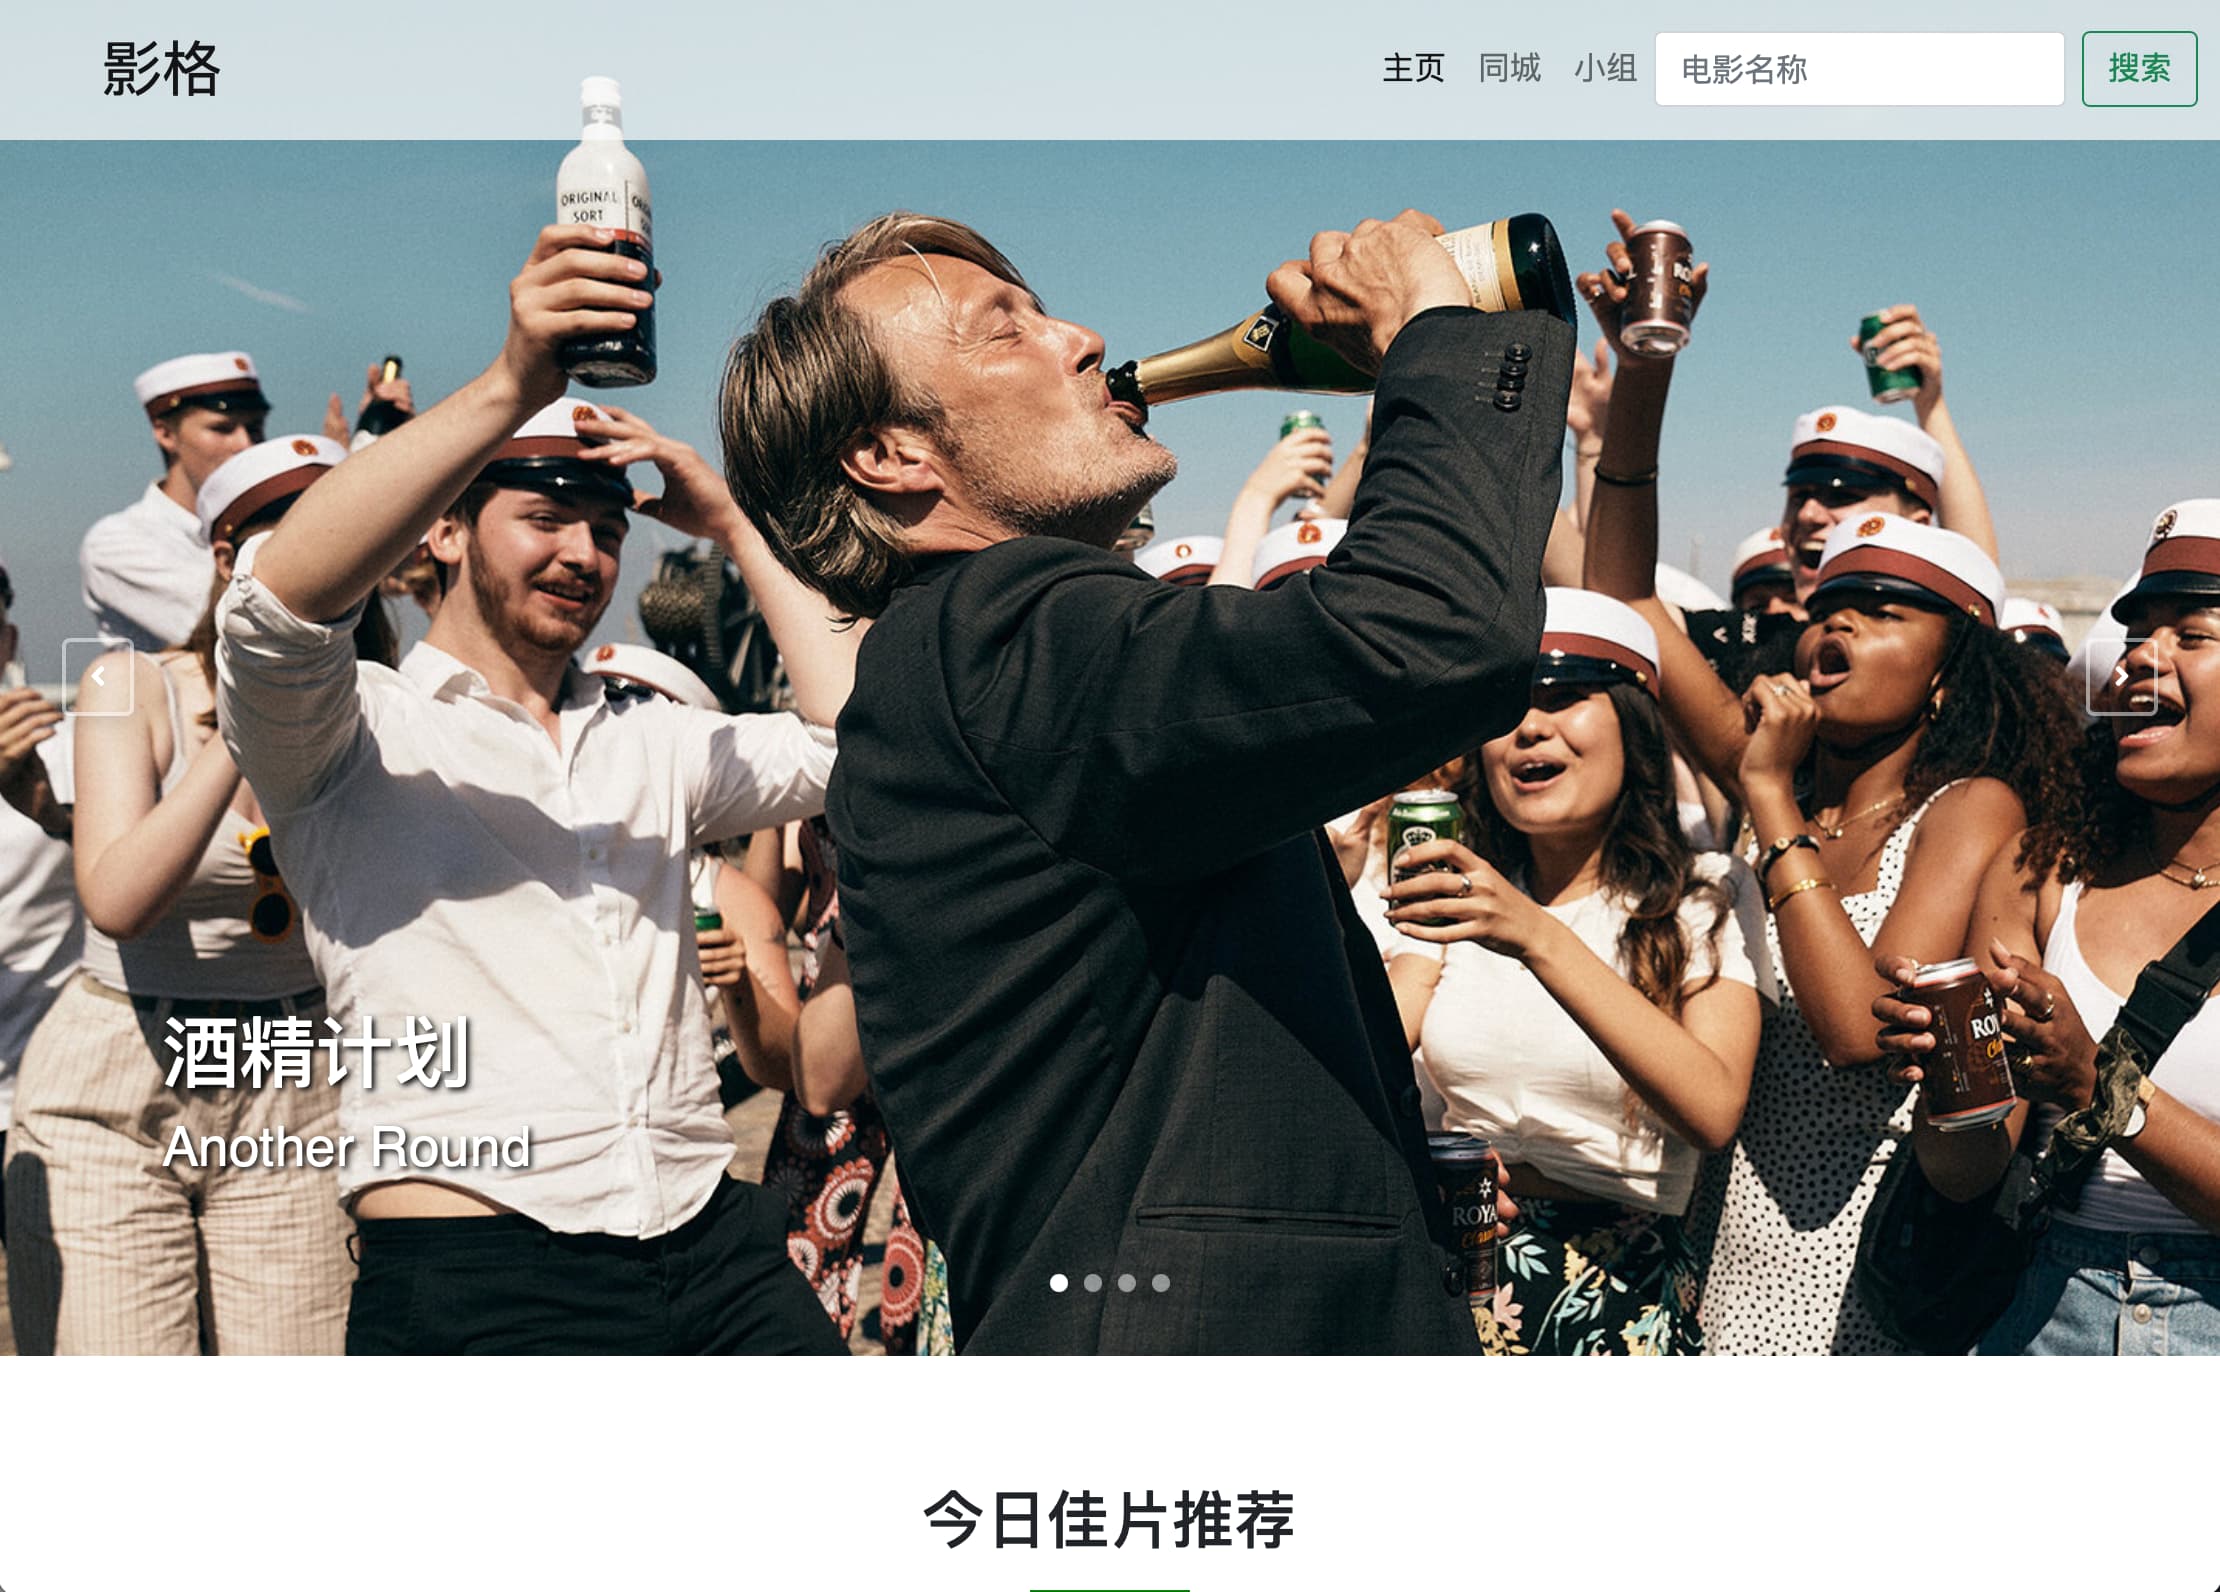 影格
主页
同城
小组
电影名称
搜索
ORIGINAL
SORT
酒精计划
Another Round
今日佳片推荐